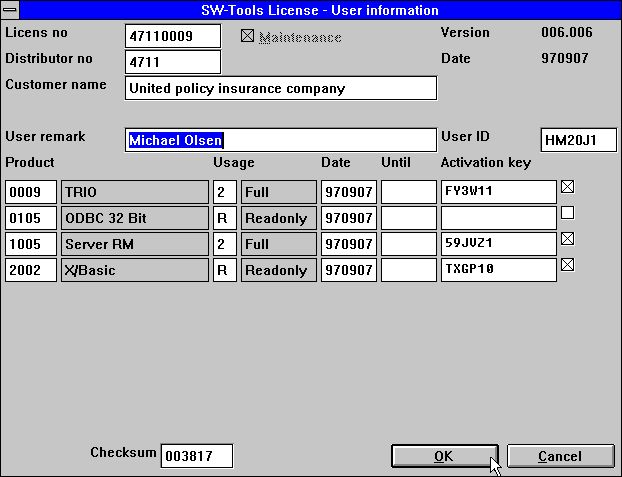 SW-Tools License - User information
Licens no 47110009 Maintenance Version 006.006
Distributor no 4711 Date 970907
Customer name United policy insurance company
User remark Michael Olsen User ID HM20J1
Product Usage Date Until Activation key
0009 TRIO 2 Full 970907 FY3W11
0105 ODBC 32 Bit R Readonly 970907
1005 Server RM 2 Full 970907 59JVZ1
2002 X/Basic R Readonly 970907 TXGP10
Checksum 003817 OK Cancel